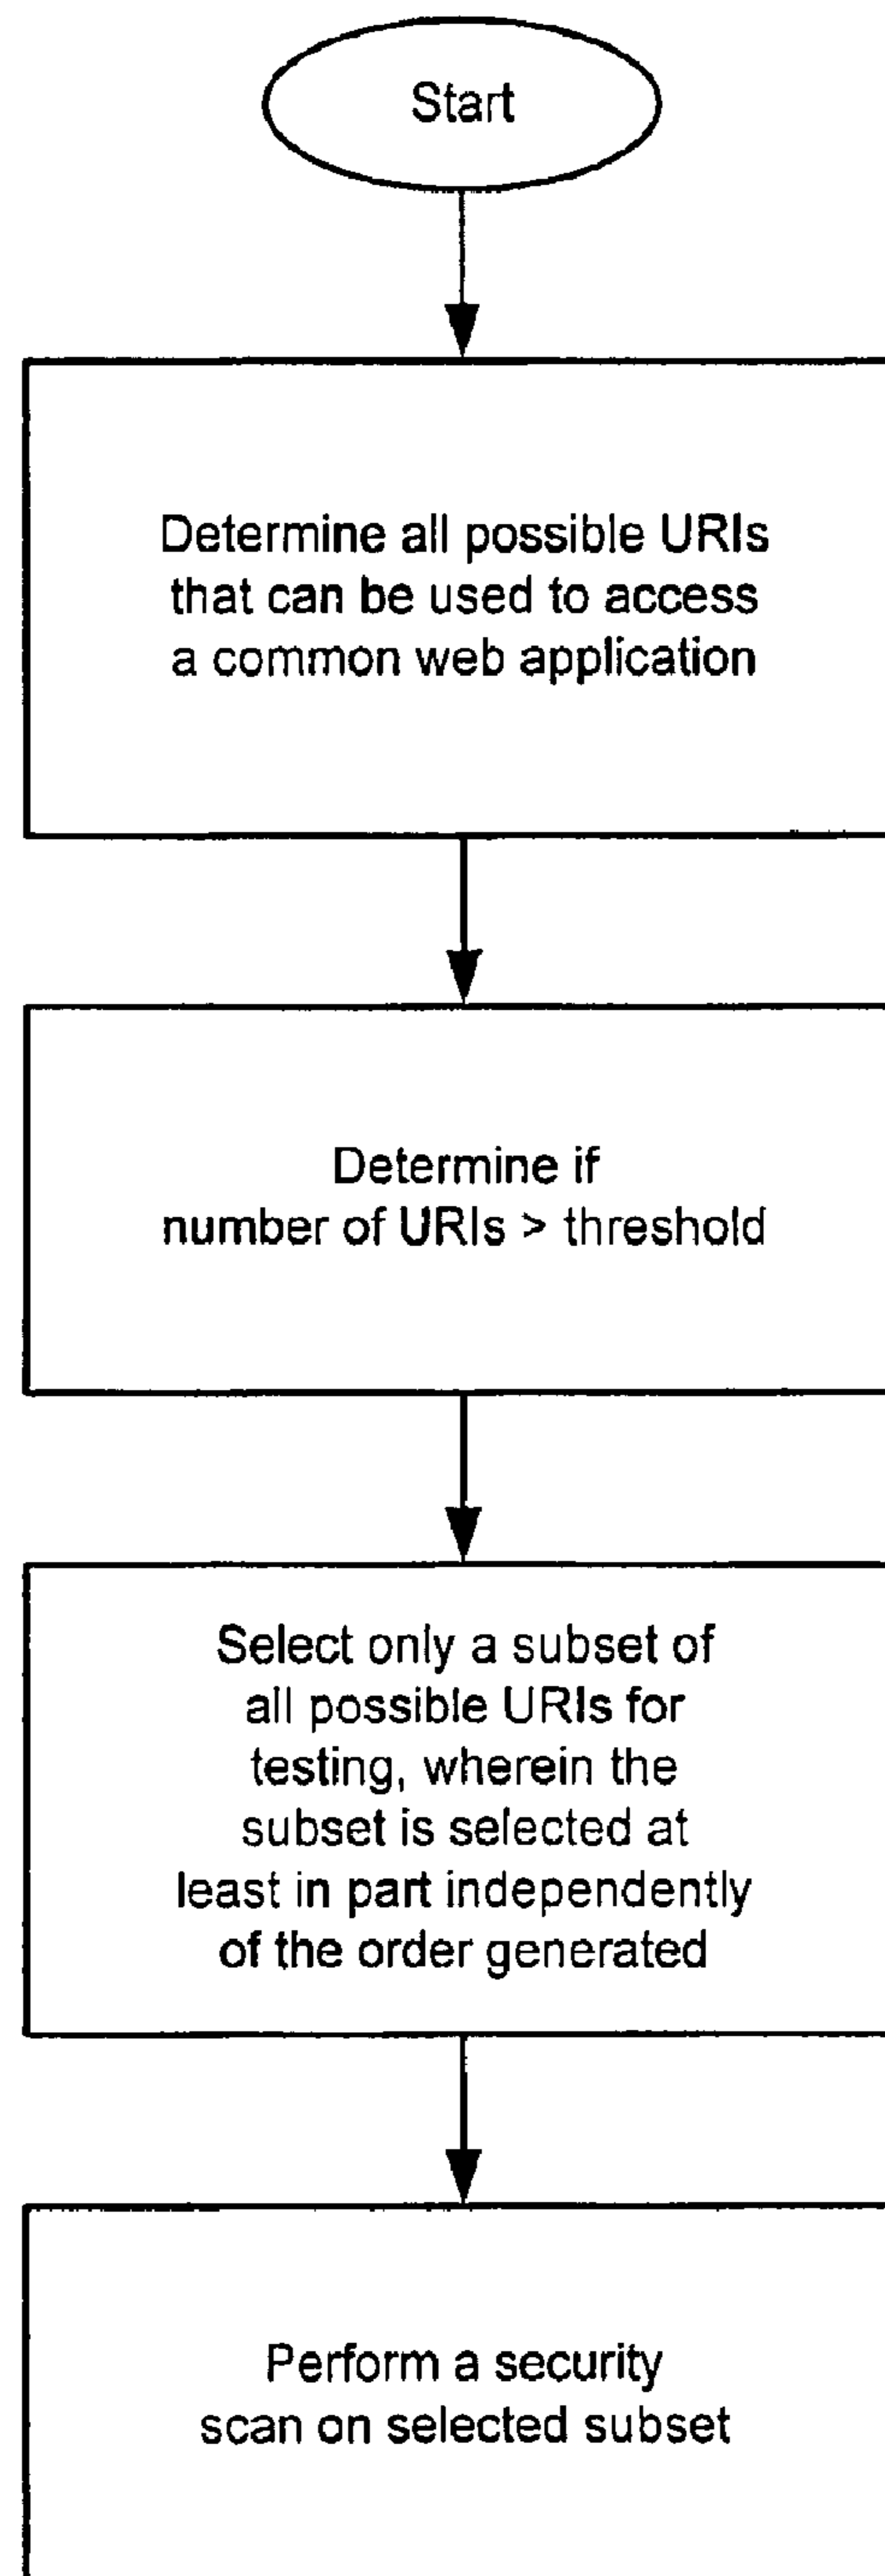 Start
Determine all possible URIs
that can be used to access
a common web application
Determine if
number of URIs > threshold
Select only a subset of
all possible URIs for
testing, wherein the
subset is selected at
least in part independently
of the order generated
Perform a security
scan on selected subset